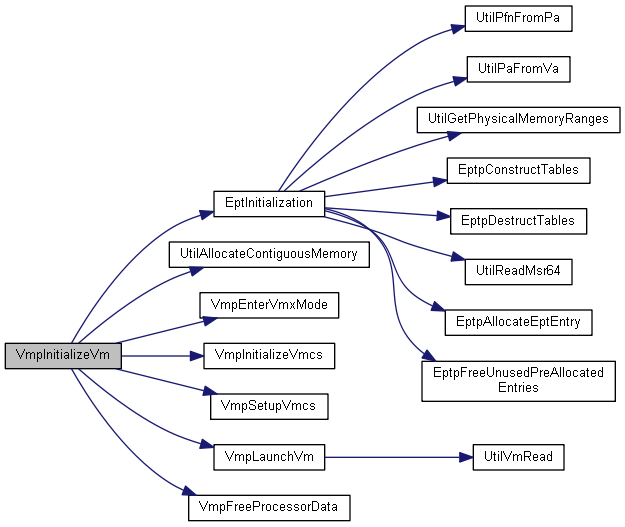 UtilPfnFromPa
UtilPaFromVa
UtilGetPhysicalMemoryRanges
EptpConstructTables
EptInitialization
EptpDestructTables
UtilAllocateContiguousMemory
UtilReadMsr64
VmpEnterVmxMode
EptpAllocateEptEntry
VmpInitializeVm
VmpInitializeVmcs
EptpFreeUnusedPreAllocated
Entries
VmpSetupVmcs
VmpLaunchVm
UtilVmRead
VmpFreeProcessorData